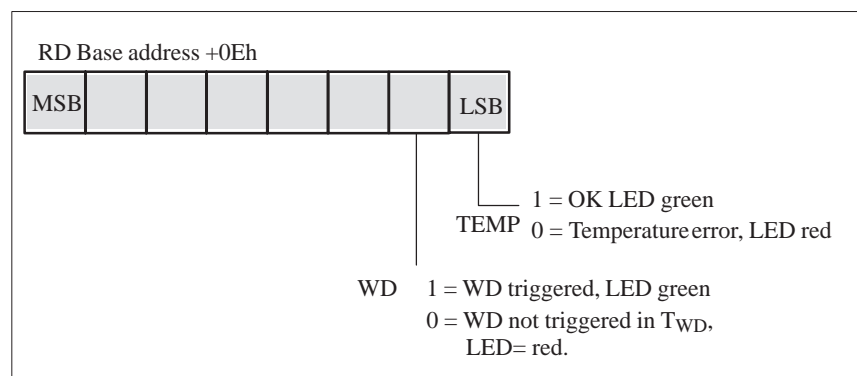 RD Base address +0Eh
MSB
LSB
1 = OK LED green
TEMP 0 = Temperature error, LED red
WD 1 = WD triggered, LED green
0 = WD not triggered in TWD,
LED= red.